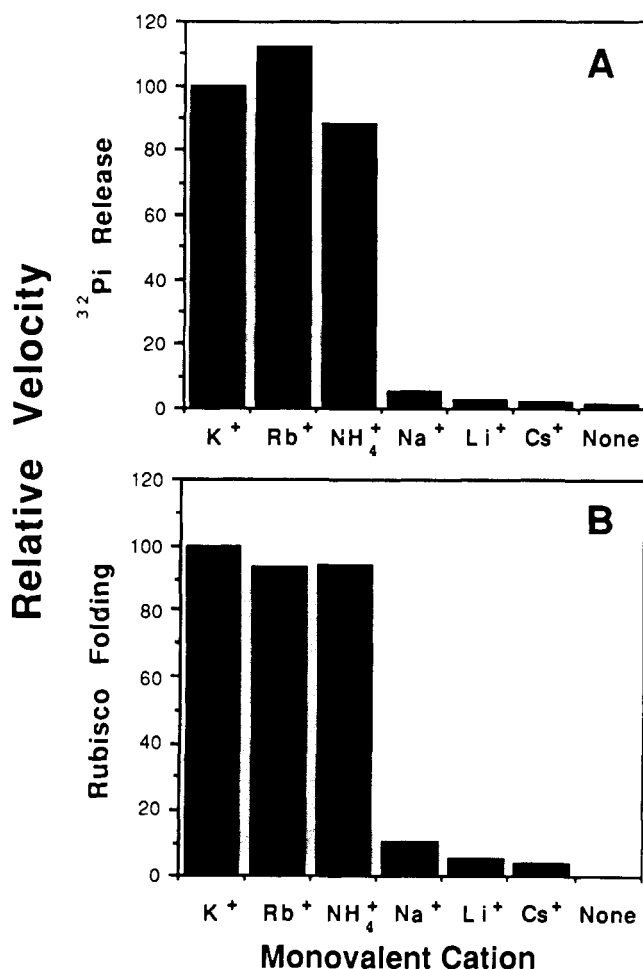 A
Relative Velocity
³²Pi Release
120
100
80
60
40
20
0
K⁺ Rb⁺ NH₄⁺ Na⁺ Li⁺ Cs⁺ None
B
Rubisco Folding
120
100
80
60
40
20
0
K⁺ Rb⁺ NH₄⁺ Na⁺ Li⁺ Cs⁺ None
Monovalent Cation